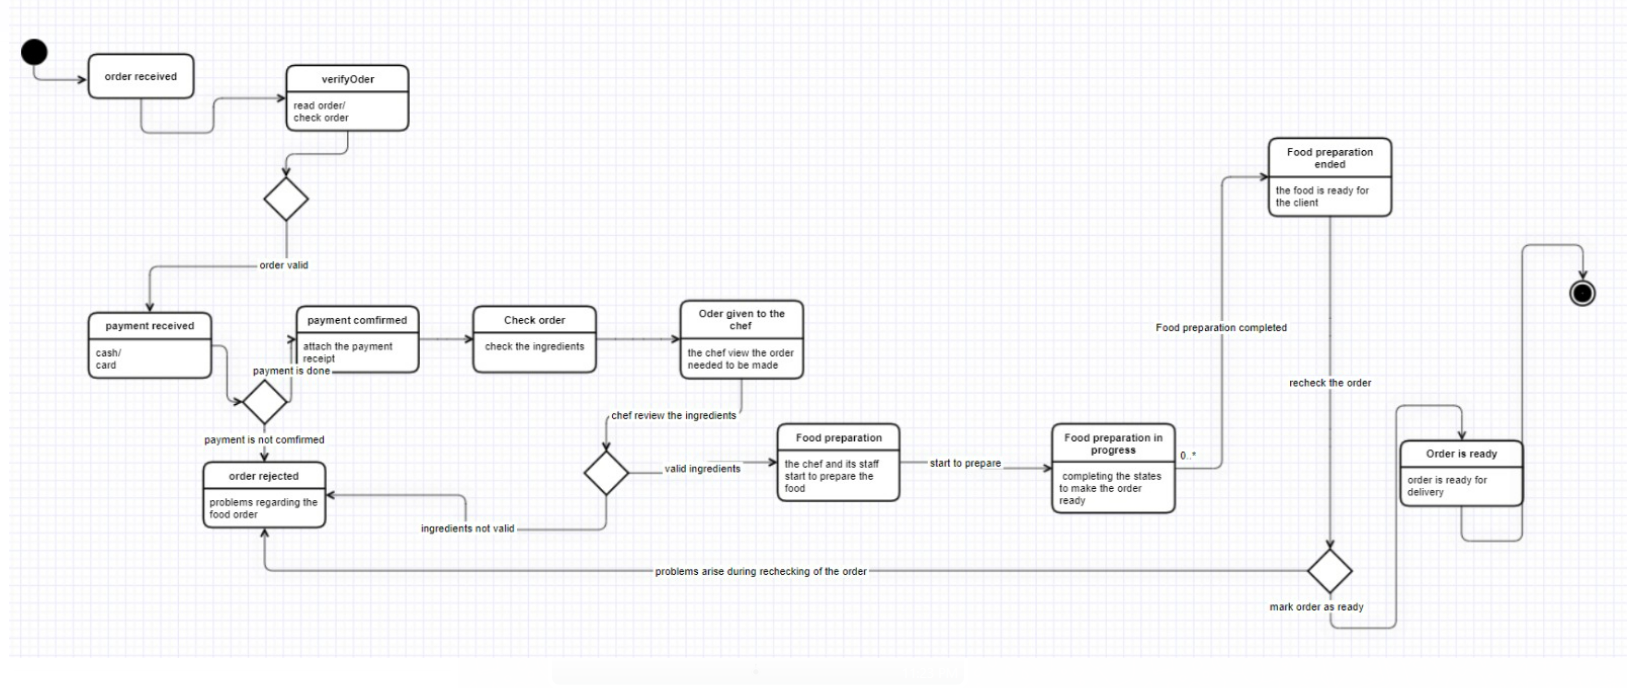 order received
verifyOder
read order/
check order
order valid
payment received
cash/
card
payment comfirmed
attach the payment
receipt
payment is done
Check order
check the ingredients
Oder given to the
chef
the chef view the order
needed to be made
payment is not comfirmed
order rejected
problems regarding the
food order
chef review the ingredients
valid ingredients
ingredients not valid
Food preparation
the chef and its staff
start to prepare the
food
start to prepare
Food preparation in
progress
completing the states
to make the order
ready
0..*
Food preparation completed
Food preparation
ended
the food is ready for
the client
recheck the order
problems arise during rechecking of the order
mark order as ready
Order is ready
order is ready for
delivery